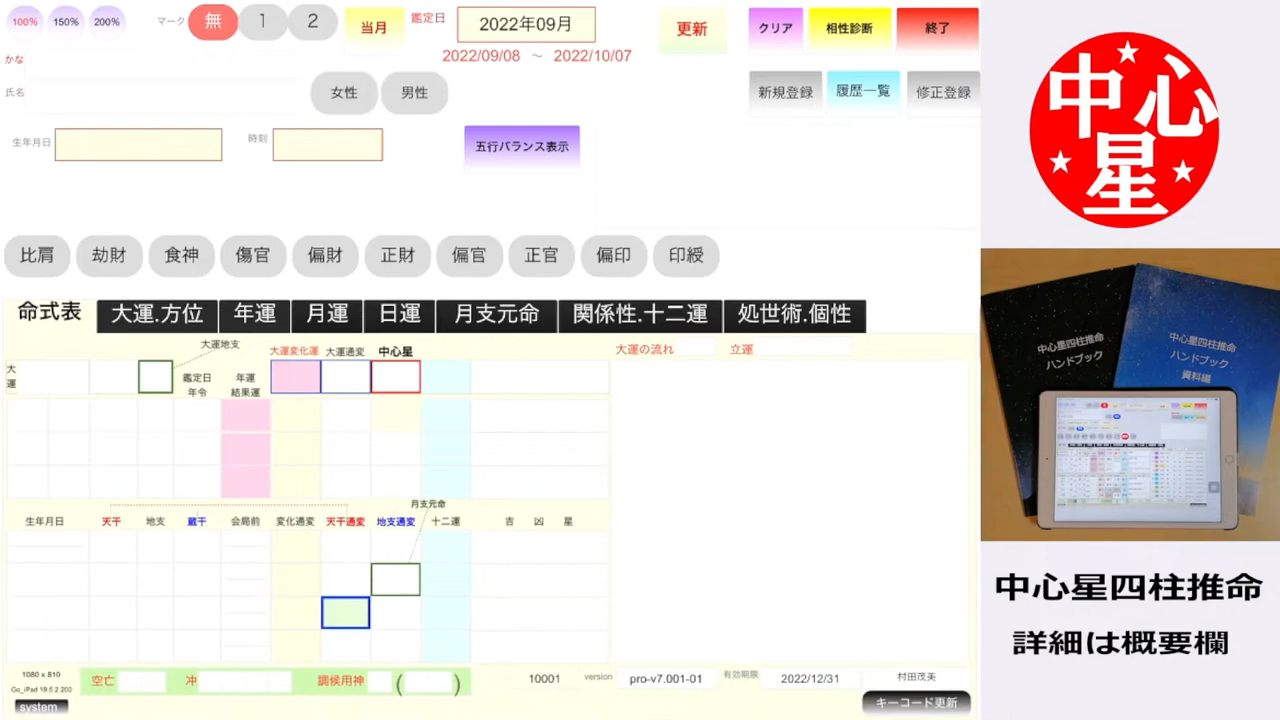 100% 150% 200% マーク 無 1 2 当月 鑑定日 2022年09月 更新 クリア 相性診断 終了
2022/09/08 ～ 2022/10/07
かな
氏名 女性 男性 新規登録 履歴一覧 修正登録
生年月日 時刻 五行バランス表示
比肩 劫財 食神 傷官 偏財 正財 偏官 正官 偏印 印綬
命式表 大運.方位 年運 月運 日運 月支元命 関係性.十二運 処世術.個性
大運地支 大運変化運 大運通変 中心星 大運の流れ 立運
大運
鑑定日 年運
年令 結果運
月支元命
生年月日 天干 地支 蔵干 会局前 変化通変 天干通変 地支通変 十二運 吉 凶 星
1080 x 810 空亡 冲 調候用神 ( ) 10001 version pro-v7.001-01 有効期限 2022/12/31 村田茂美
Go_iPad 19.5 2.200
system キーコード更新
中心
星
中心星四柱推命
ハンドブック
中心星四柱推命
ハンドブック
資料編
中心星四柱推命
詳細は概要欄